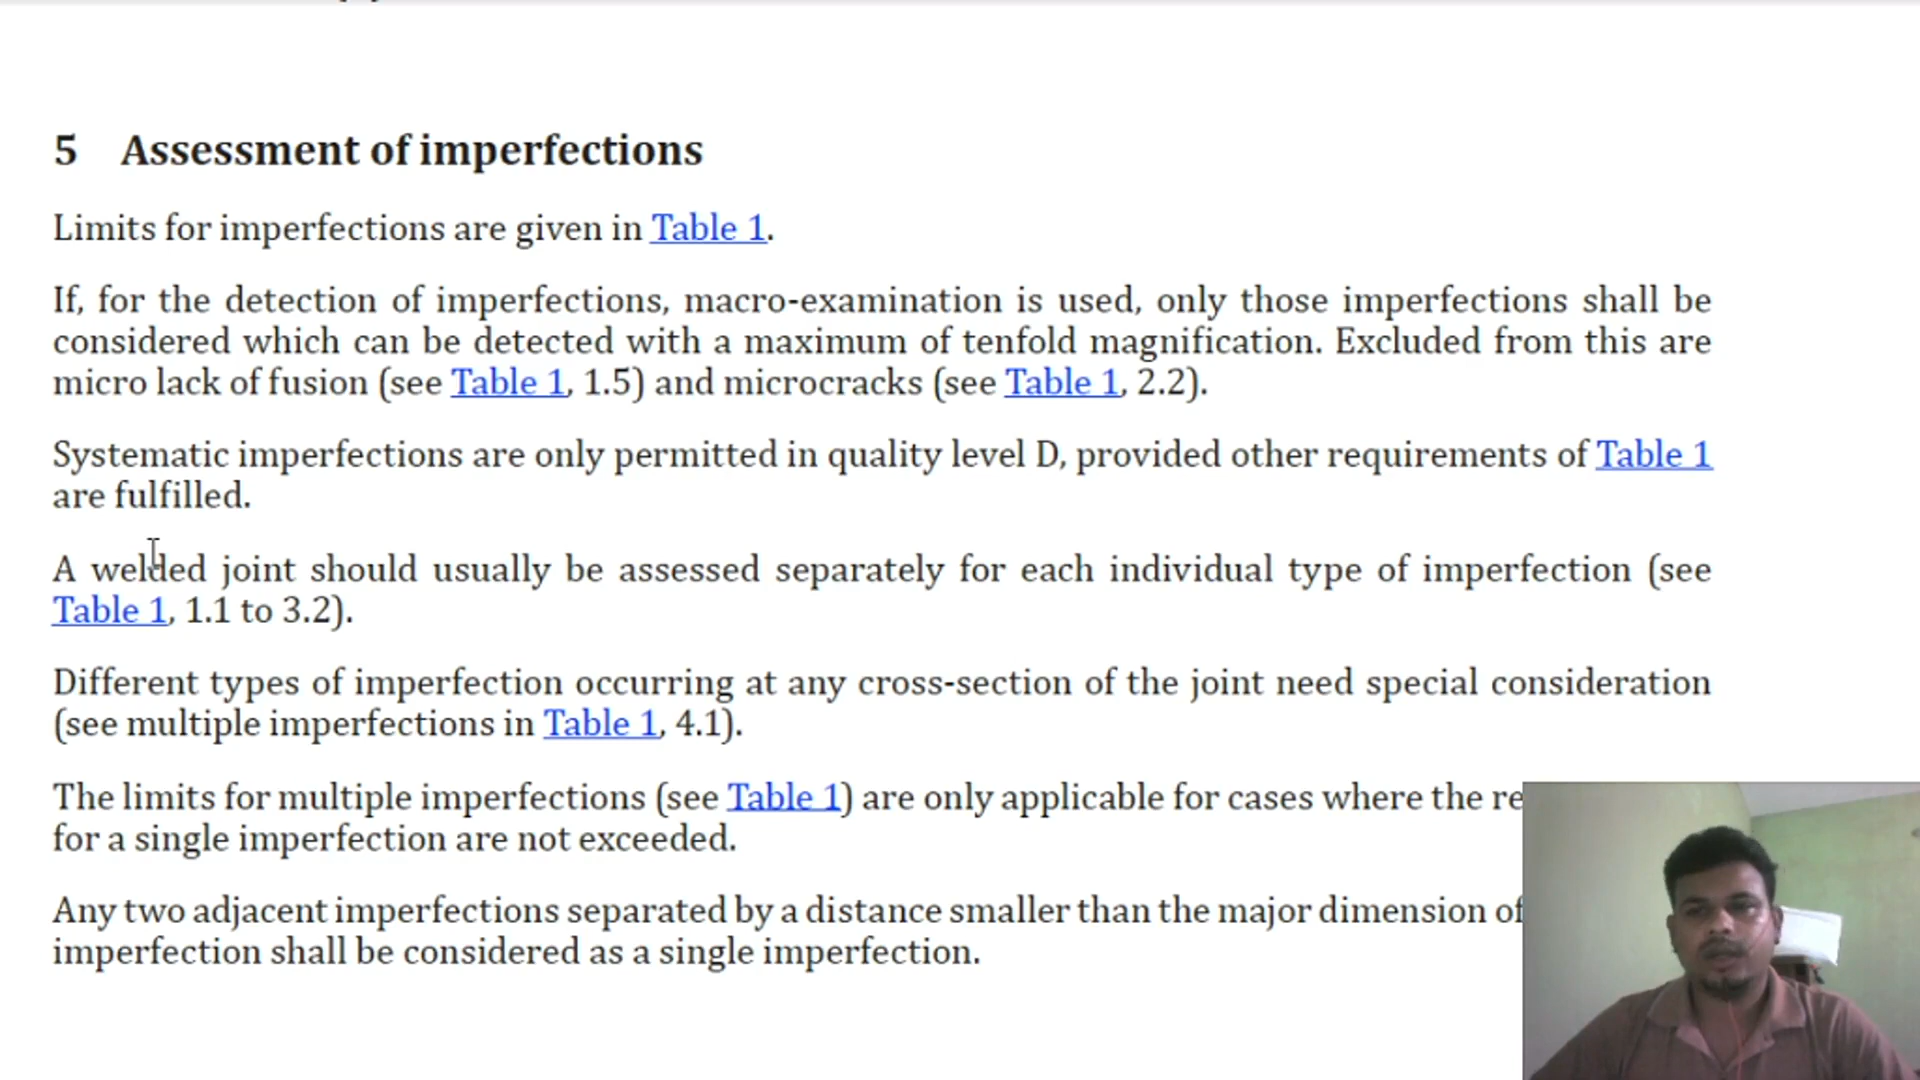 5 Assessment of imperfections
Limits for imperfections are given in Table 1.
If, for the detection of imperfections, macro-examination is used, only those imperfections shall be
considered which can be detected with a maximum of tenfold magnification. Excluded from this are
micro lack of fusion (see Table 1, 1.5) and microcracks (see Table 1, 2.2).
Systematic imperfections are only permitted in quality level D, provided other requirements of Table 1
are fulfilled.
A welded joint should usually be assessed separately for each individual type of imperfection (see
Table 1, 1.1 to 3.2).
Different types of imperfection occurring at any cross-section of the joint need special consideration
(see multiple imperfections in Table 1, 4.1).
The limits for multiple imperfections (see Table 1) are only applicable for cases where the re
for a single imperfection are not exceeded.
Any two adjacent imperfections separated by a distance smaller than the major dimension of
imperfection shall be considered as a single imperfection.